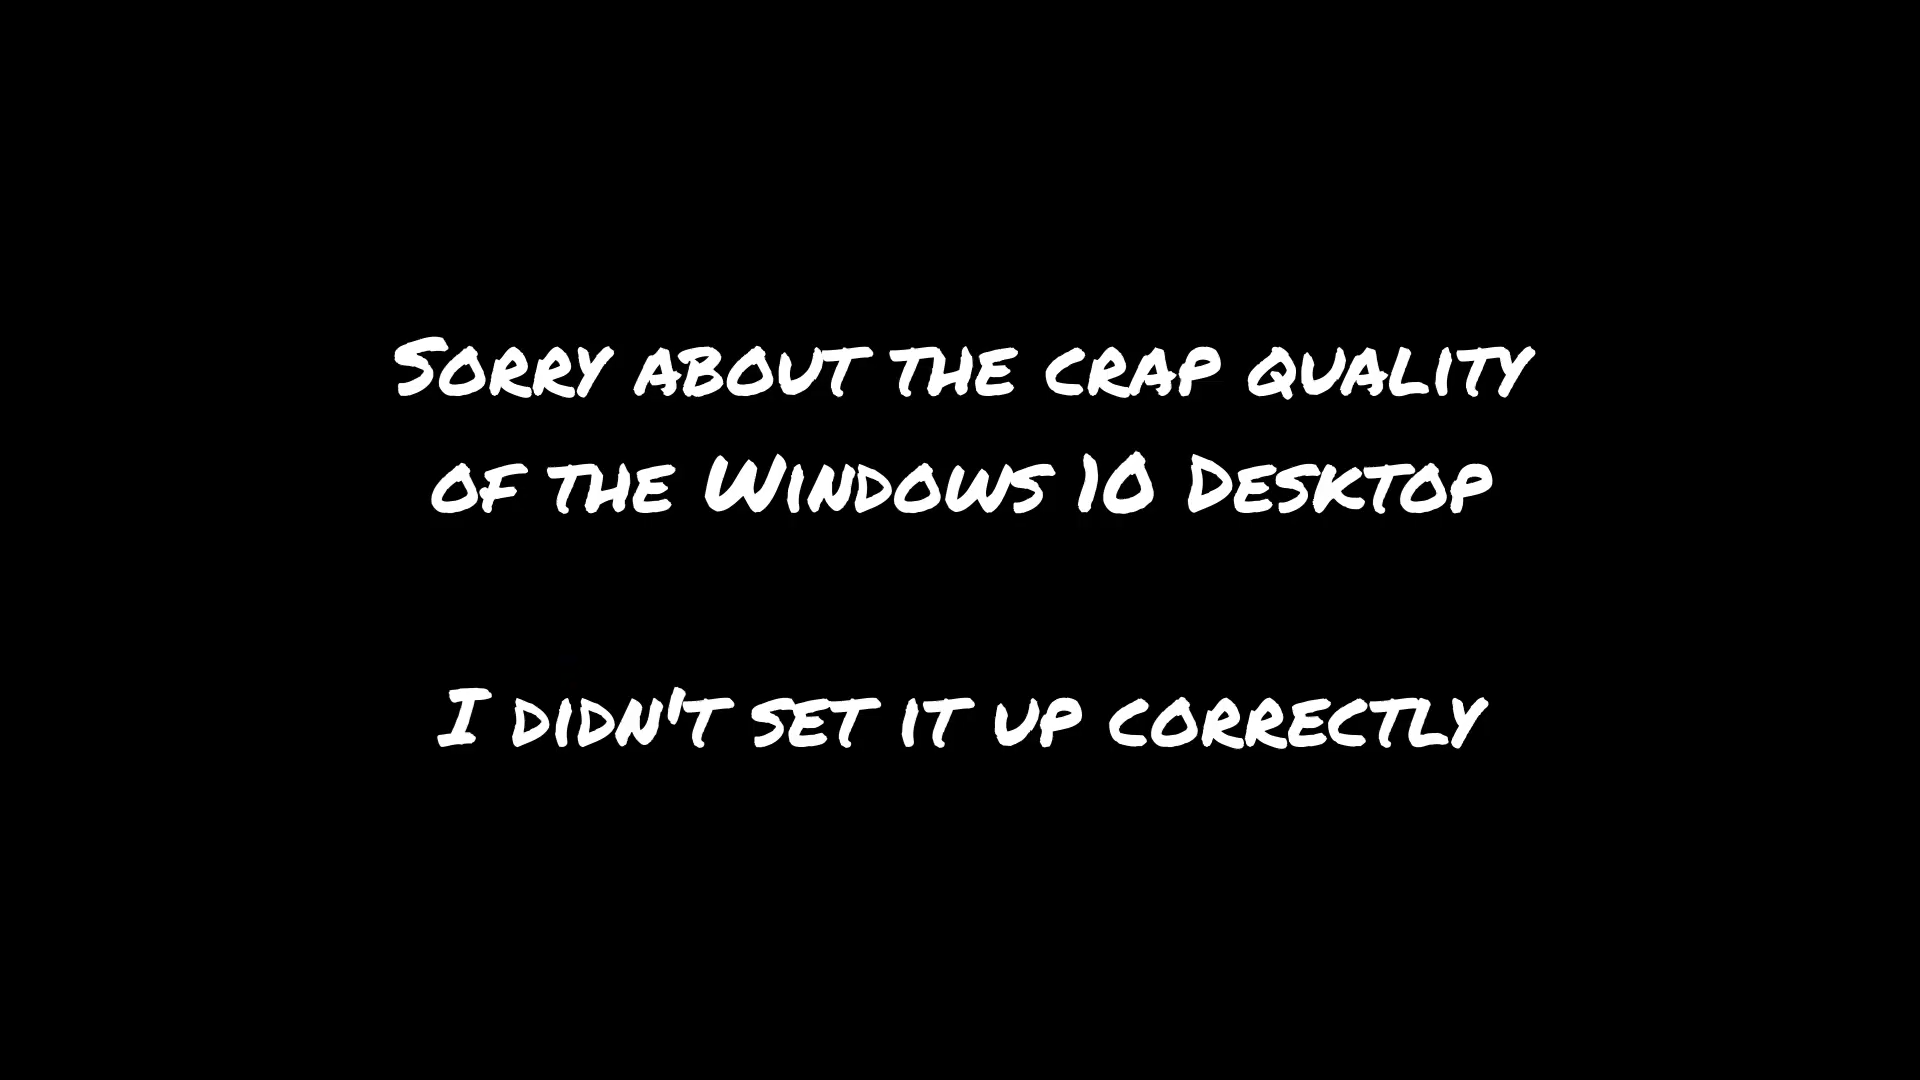 Sorry about the crap quality
of the Windows 10 Desktop
I didn't set it up correctly